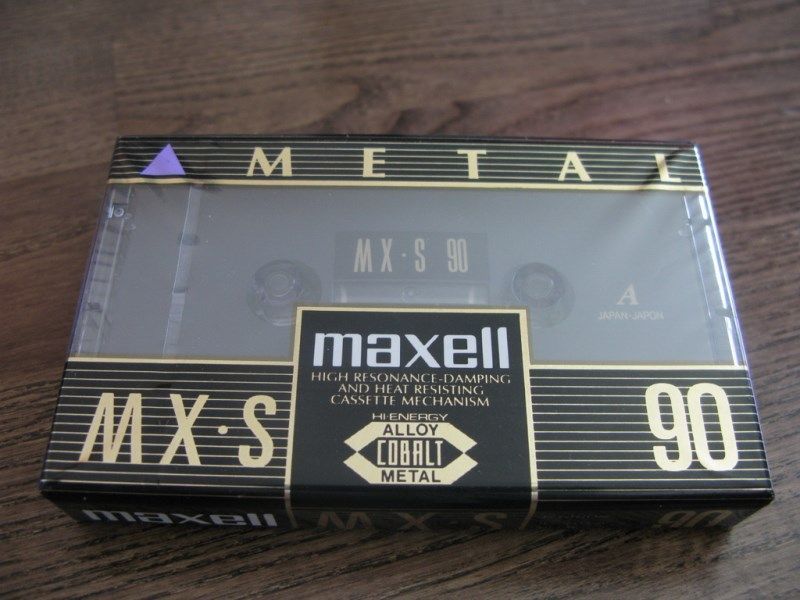 METAL
MX·S 90
A
JAPAN-JAPON
maxell
HIGH RESONANCE-DAMPING
AND HEAT RESISTING
CASSETTE MECHANISM
HI-ENERGY
ALLOY
COBALT
METAL
MX·S
90
maxell MX·S 90